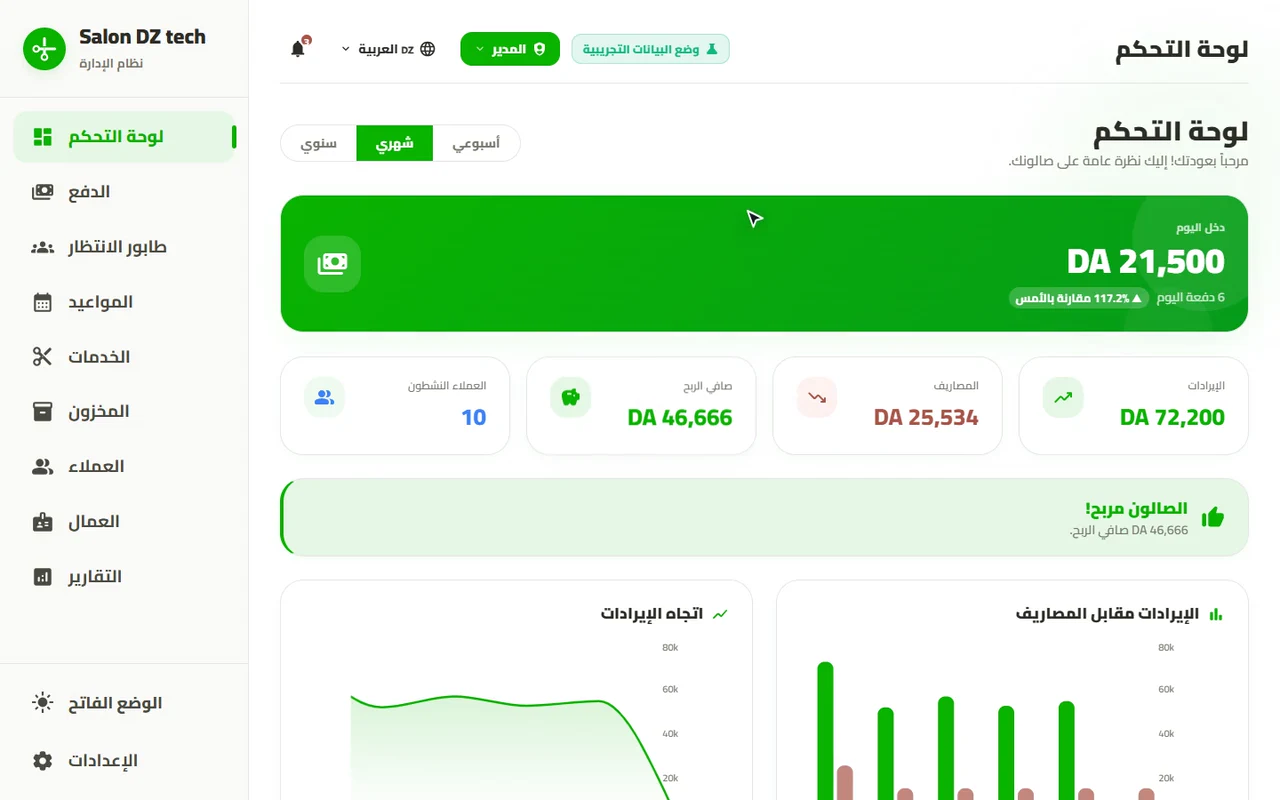 Salon DZ tech
نظام الإدارة
لوحة التحكم
الدفع
طابور الانتظار
المواعيد
الخدمات
المخزون
العملاء
العمال
التقارير
الوضع الفاتح
الإعدادات
لوحة التحكم
وضع البيانات التجريبية
المدير
العربية DZ
3
لوحة التحكم
مرحباً بعودتك! إليك نظرة عامة على صالونك.
أسبوعي
شهري
سنوي
دخل اليوم
DA 21,500
6 دفعة اليوم
▲ 117.2% مقارنة بالأمس
الإيرادات
DA 72,200
المصاريف
DA 25,534
صافي الربح
DA 46,666
العملاء النشطون
10
الصالون مربح!
DA 46,666 صافي الربح.
الإيرادات مقابل المصاريف
80k
60k
40k
20k
اتجاه الإيرادات
80k
60k
40k
20k